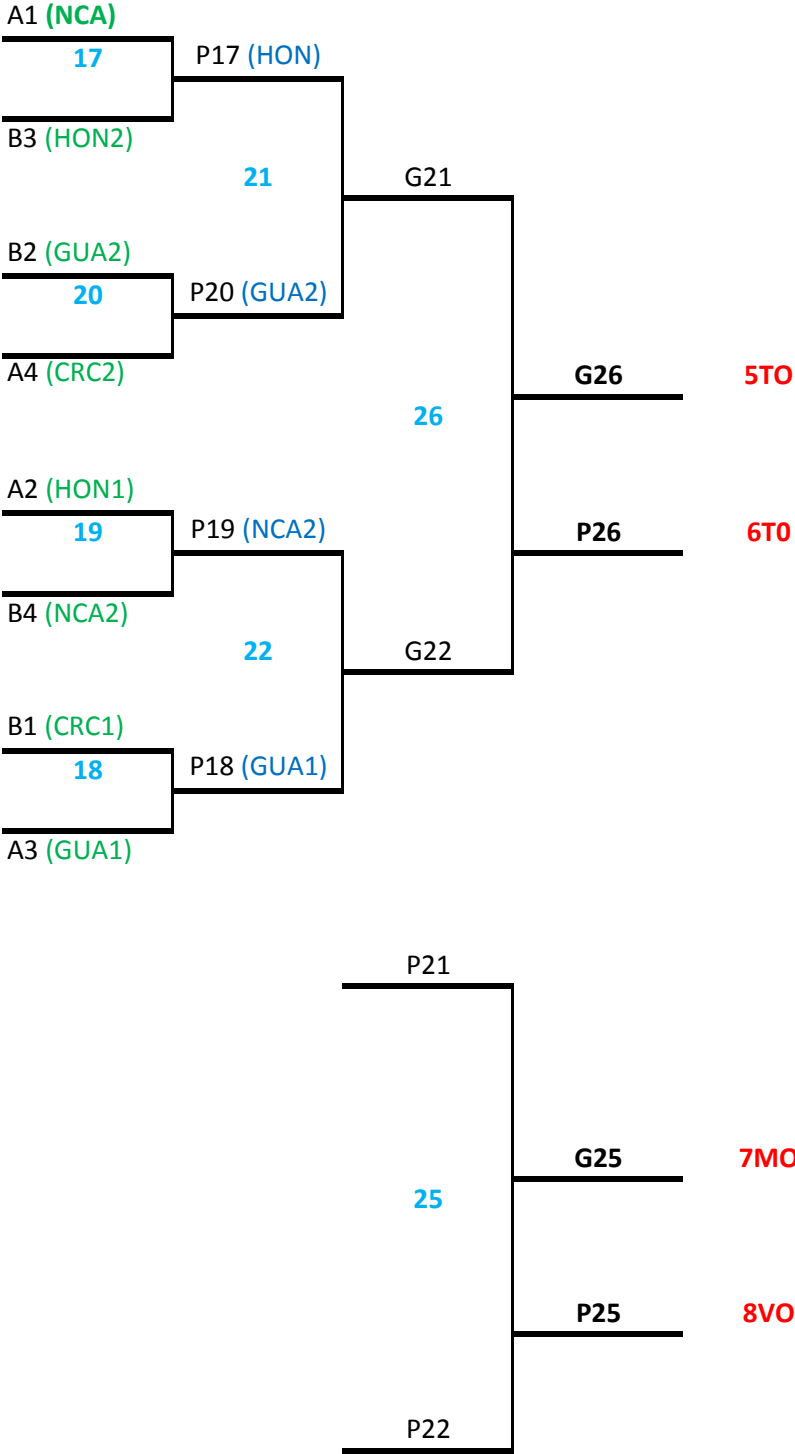 A1 (NCA)
17
P17 (HON)
B3 (HON2)
21
G21
B2 (GUA2)
20
P20 (GUA2)
A4 (CRC2)
G26
5TO
26
A2 (HON1)
19
P19 (NCA2)
P26
6T0
B4 (NCA2)
22
G22
B1 (CRC1)
18
P18 (GUA1)
A3 (GUA1)
P21
G25
7MO
25
P25
8VO
P22